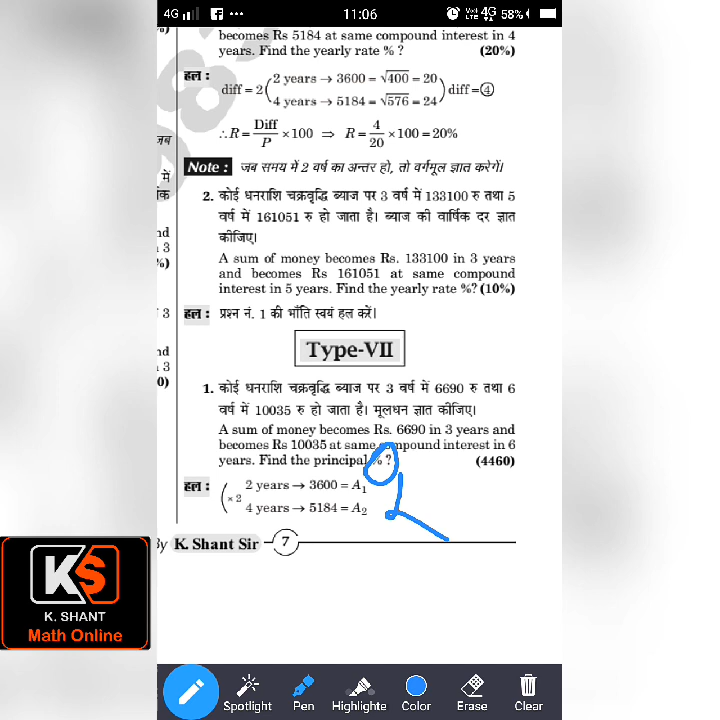 4G 11:06 4G 58%
becomes Rs 5184 at same compound interest in 4
years. Find the yearly rate % ? (20%)
हल : diff = 2 ( 2 years → 3600 = √400 = 20
4 years → 5184 = √576 = 24 ) diff = ④
∴ R = Diff/P × 100 ⇒ R = 4/20 × 100 = 20%
Note : जब समय में 2 वर्ष का अन्तर हो, तो वर्गमूल ज्ञात करेगें।
2. कोई धनराशि चक्रवृद्धि ब्याज पर 3 वर्ष में 133100 रु तथा 5
वर्ष में 161051 रु हो जाता है। ब्याज की वार्षिक दर ज्ञात
कीजिए।
A sum of money becomes Rs. 133100 in 3 years
and becomes Rs 161051 at same compound
interest in 5 years. Find the yearly rate %? (10%)
हल : प्रश्न नं. 1 की भाँति स्वयं हल करें।
Type-VII
1. कोई धनराशि चक्रवृद्धि ब्याज पर 3 वर्ष में 6690 रु तथा 6
वर्ष में 10035 रु हो जाता है। मूलधन ज्ञात कीजिए।
A sum of money becomes Rs. 6690 in 3 years and
becomes Rs 10035 at same compound interest in 6
years. Find the principal % ? (4460)
हल : ( × 2 2 years → 3600 = A₁
4 years → 5184 = A₂
By K. Shant Sir 7
KS
K. SHANT
Math Online
Spotlight Pen Highlighte Color Erase Clear